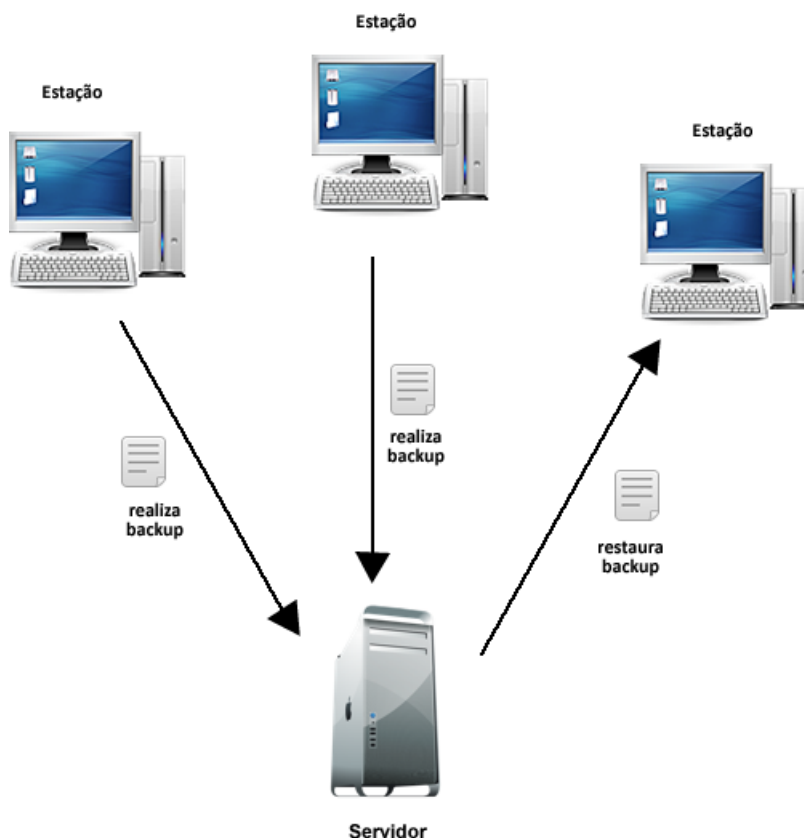 Estação
Estação
Estação
realiza
backup
realiza
backup
restaura
backup
Servidor